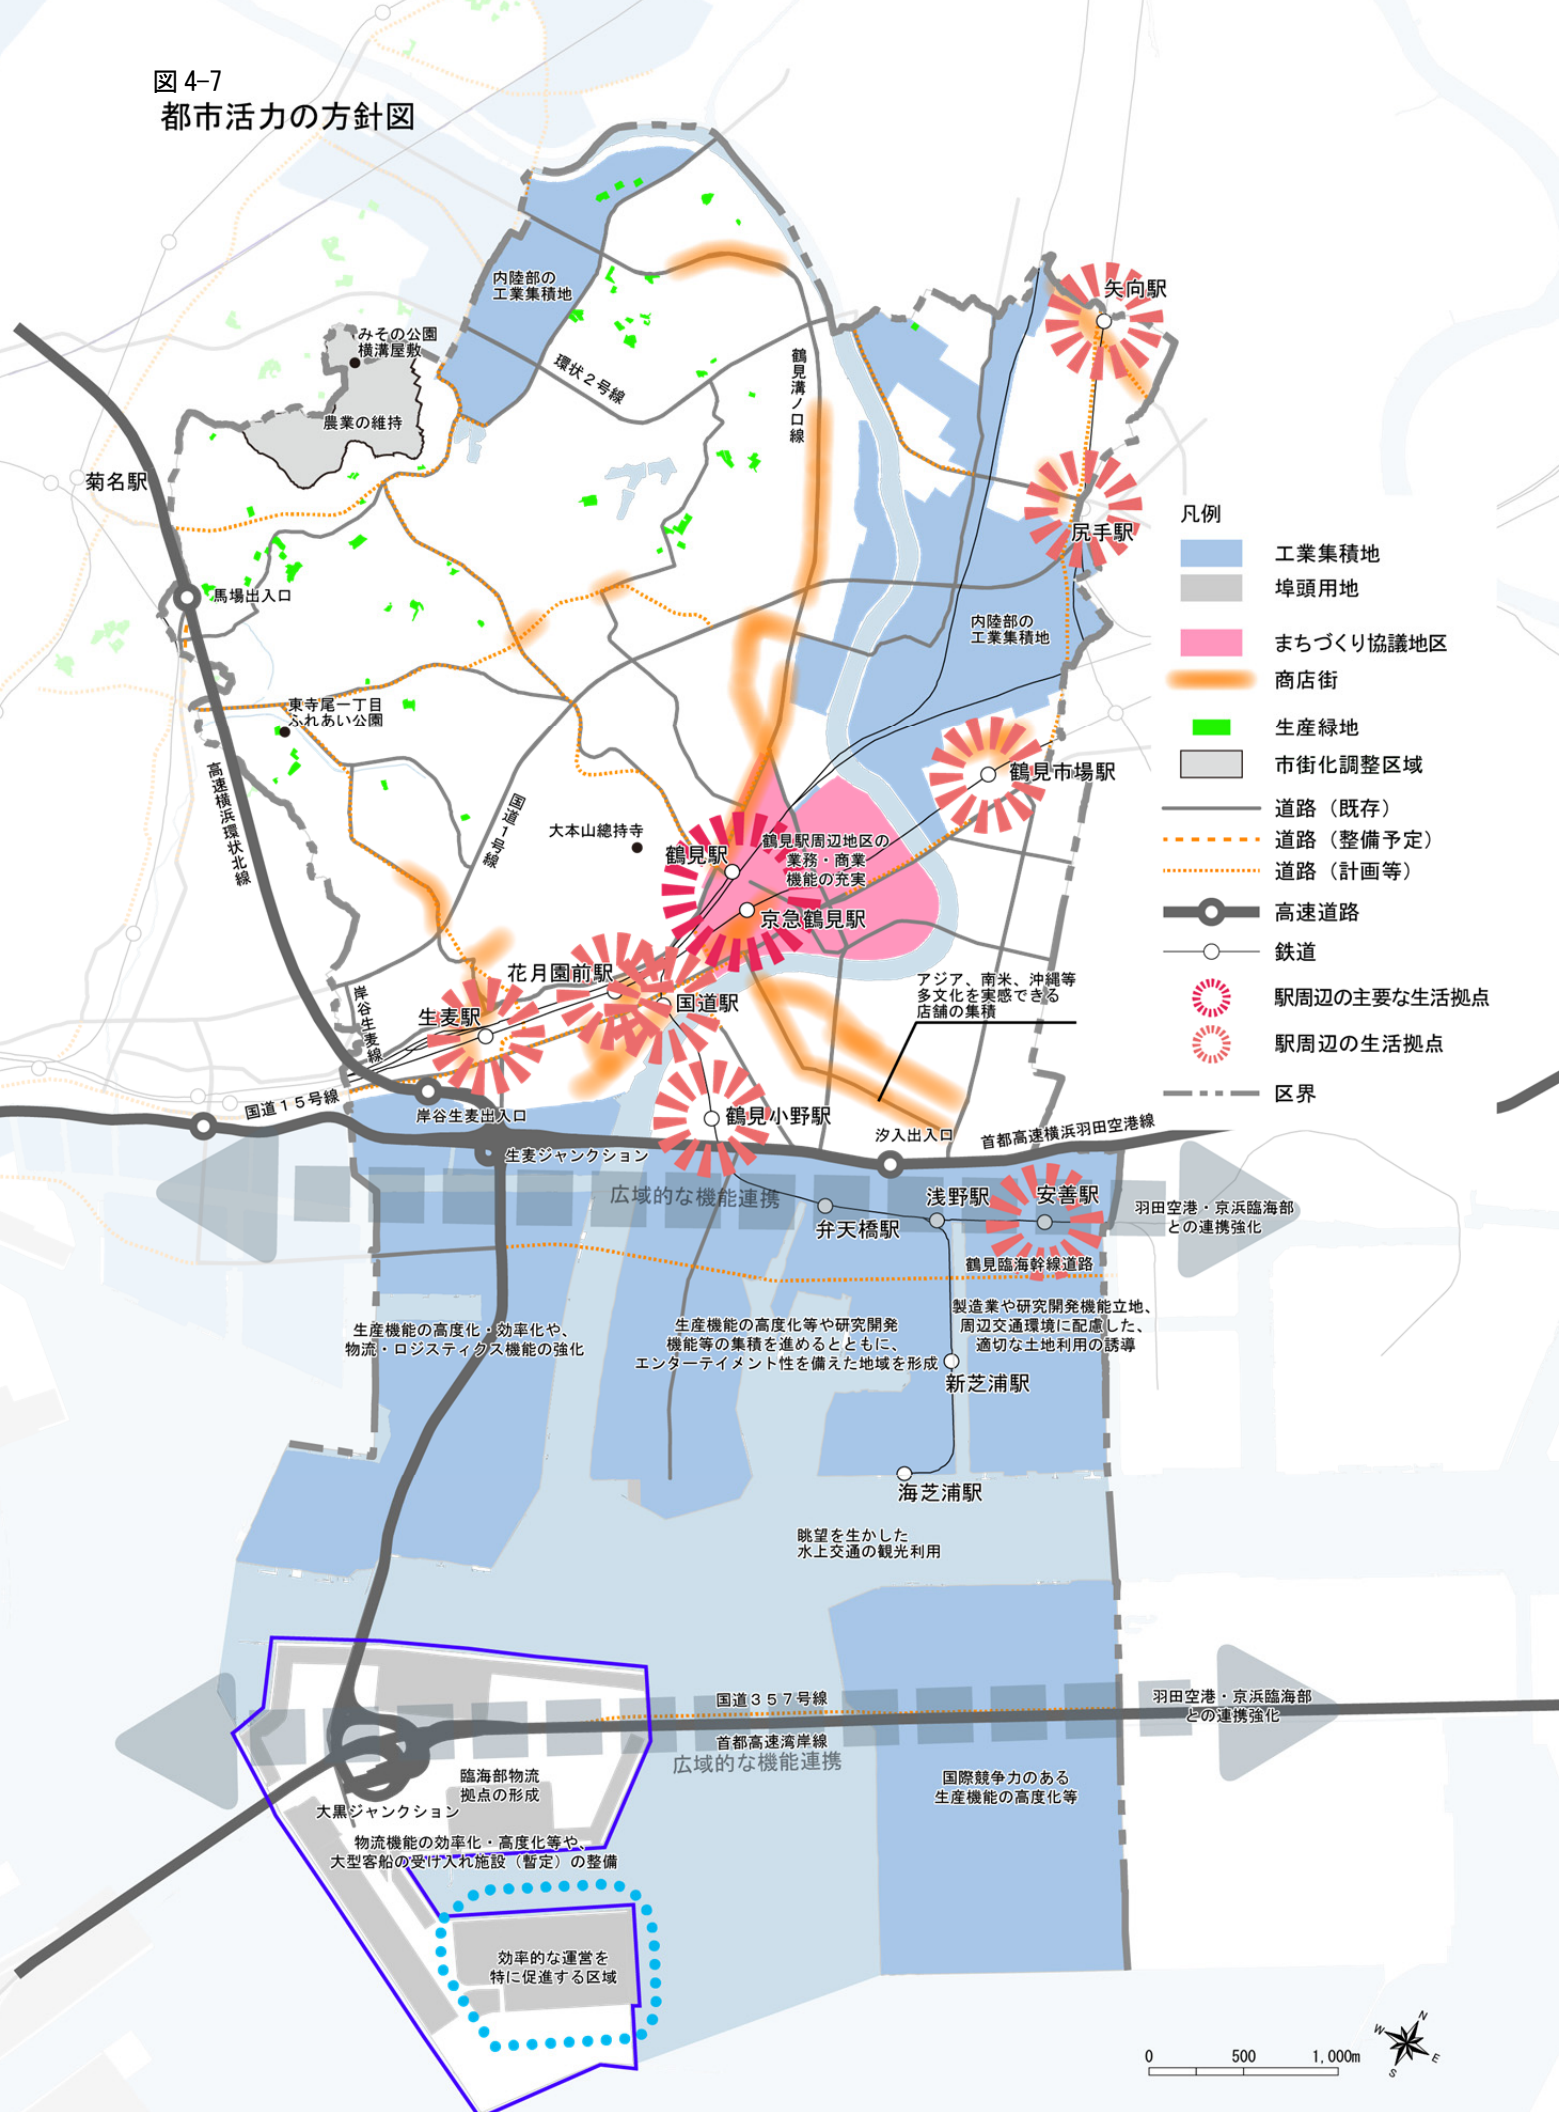 図 4-7
都市活力の方針図
内陸部の
工業集積地
みその公園
横溝屋敷
農業の維持
環状２号線
鶴見溝ノ口線
矢向駅
菊名駅
尻手駅
馬場出入口
内陸部の
工業集積地
東寺尾一丁目
ふれあい公園
高速横浜環状北線
国道１号線
鶴見市場駅
大本山總持寺
鶴見駅
鶴見駅周辺地区の
業務・商業
機能の充実
京急鶴見駅
花月園前駅
国道駅
アジア、南米、沖縄等
多文化を実感できる
店舗の集積
生麦駅
岸谷生麦線
国道１５号線
岸谷生麦出入口
鶴見小野駅
汐入出入口
首都高速横浜羽田空港線
生麦ジャンクション
広域的な機能連携
弁天橋駅
浅野駅
安善駅
羽田空港・京浜臨海部
との連携強化
鶴見臨海幹線道路
生産機能の高度化・効率化や、
物流・ロジスティクス機能の強化
生産機能の高度化等や研究開発
機能等の集積を進めるとともに、
エンターテイメント性を備えた地域を形成
製造業や研究開発機能立地、
周辺交通環境に配慮した、
適切な土地利用の誘導
新芝浦駅
海芝浦駅
眺望を生かした
水上交通の観光利用
国道３５７号線
首都高速湾岸線
広域的な機能連携
羽田空港・京浜臨海部
との連携強化
臨海部物流
拠点の形成
大黒ジャンクション
物流機能の効率化・高度化等や、
大型客船の受け入れ施設（暫定）の整備
国際競争力のある
生産機能の高度化等
効率的な運営を
特に促進する区域
凡例
工業集積地
埠頭用地
まちづくり協議地区
商店街
生産緑地
市街化調整区域
道路（既存）
道路（整備予定）
道路（計画等）
高速道路
鉄道
駅周辺の主要な生活拠点
駅周辺の生活拠点
区界
0 500 1,000m
N
W
E
S